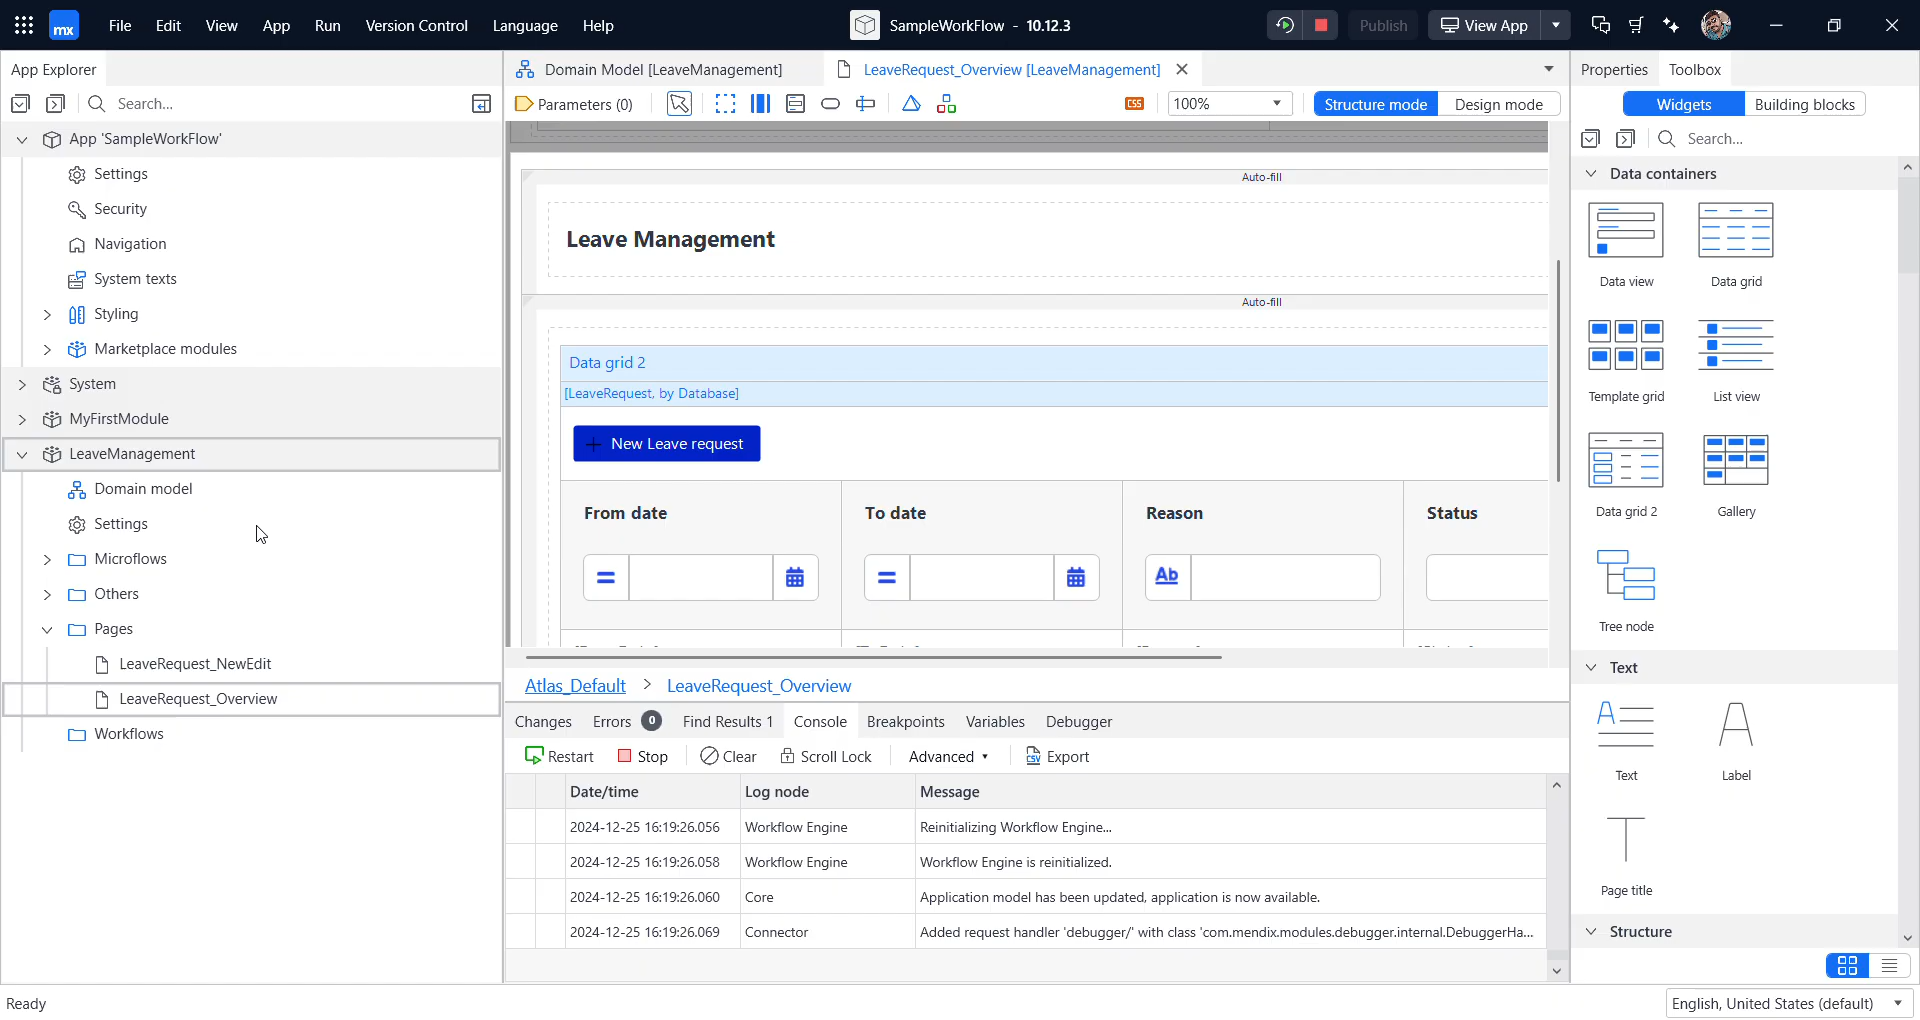 mx File Edit View App Run Version Control Language Help SampleWorkFlow - 10.12.3 Publish View App
App Explorer
Search...
App 'SampleWorkFlow'
Settings
Security
Navigation
System texts
Styling
Marketplace modules
System
MyFirstModule
LeaveManagement
Domain model
Settings
Microflows
Others
Pages
LeaveRequest_NewEdit
LeaveRequest_Overview
Workflows
Domain Model [LeaveManagement] LeaveRequest_Overview [LeaveManagement]
Parameters (0) CSS 100% Structure mode Design mode
Auto-fill
Leave Management
Auto-fill
Data grid 2
[LeaveRequest, by Database]
New Leave request
From date To date Reason Status
Ab
Atlas_Default > LeaveRequest_Overview
Changes Errors 0 Find Results 1 Console Breakpoints Variables Debugger
Restart Stop Clear Scroll Lock Advanced CSV Export
Date/time Log node Message
2024-12-25 16:19:26.056 Workflow Engine Reinitializing Workflow Engine...
2024-12-25 16:19:26.058 Workflow Engine Workflow Engine is reinitialized.
2024-12-25 16:19:26.060 Core Application model has been updated, application is now available.
2024-12-25 16:19:26.069 Connector Added request handler 'debugger/' with class 'com.mendix.modules.debugger.internal.DebuggerHa...
Properties Toolbox
Widgets Building blocks
Search...
Data containers
Data view Data grid
Template grid List view
Data grid 2 Gallery
Tree node
Text
Text Label
Page title
Structure
Ready English, United States (default)